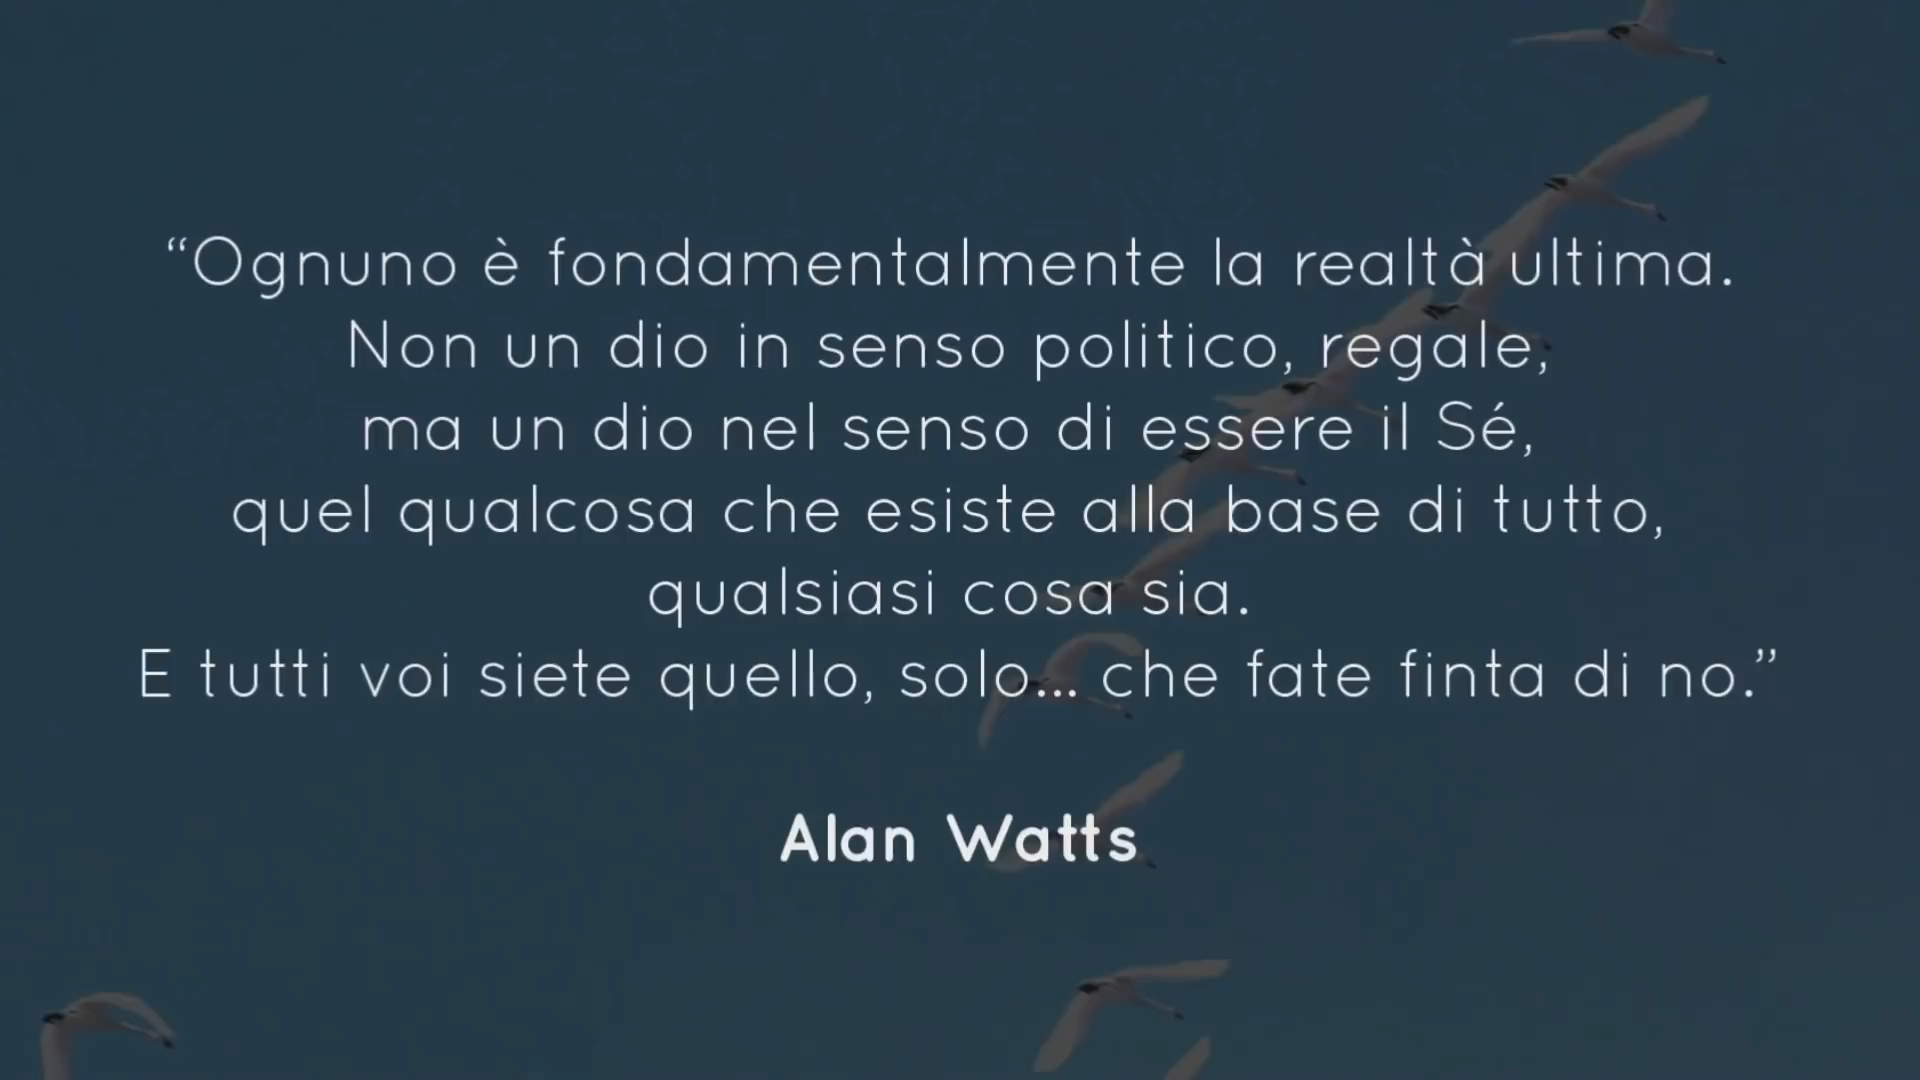 “Ognuno è fondamentalmente la realtà ultima.
Non un dio in senso politico, regale,
ma un dio nel senso di essere il Sé,
quel qualcosa che esiste alla base di tutto,
qualsiasi cosa sia.
E tutti voi siete quello, solo... che fate finta di no.”
Alan Watts